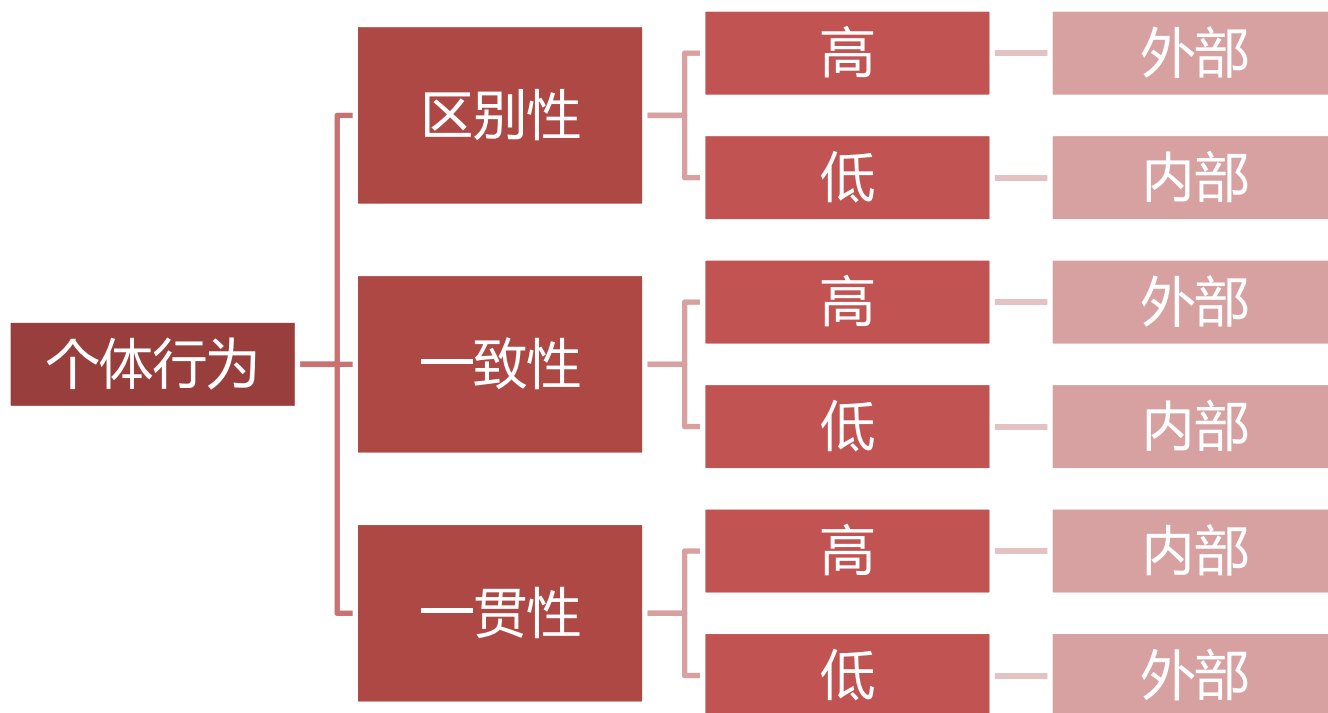 个体行为
区别性
高
外部
低
内部
一致性
高
外部
低
内部
一贯性
高
内部
低
外部